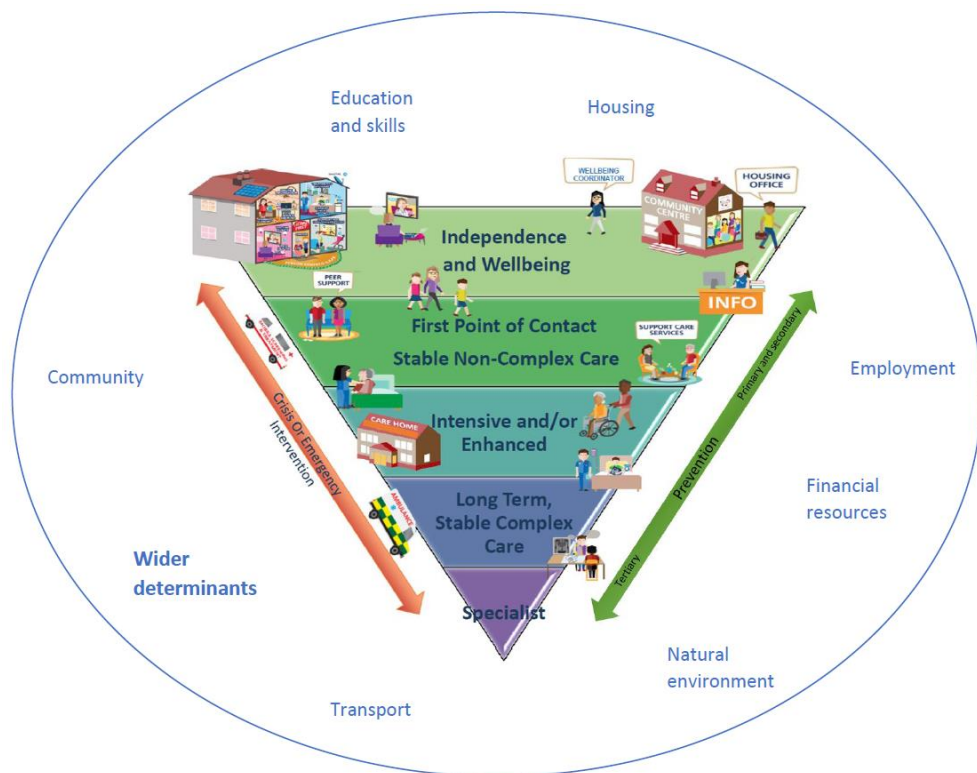 Education
and skills
Housing
WELLBEING
COORDINATOR
HOUSING
OFFICE
COMMUNITY
CENTRE
Independence
and Wellbeing
PEER
SUPPORT
INFO
First Point of Contact
Stable Non-Complex Care
SUPPORT CARE
SERVICES
Community
Employment
Crisis Or Emergency
Intervention
Primary and secondary
Prevention
Tertiary
CARE HOME
Intensive and/or
Enhanced
AMBULANCE
Long Term,
Stable Complex
Care
Financial
resources
Wider
determinants
Specialist
Natural
environment
Transport